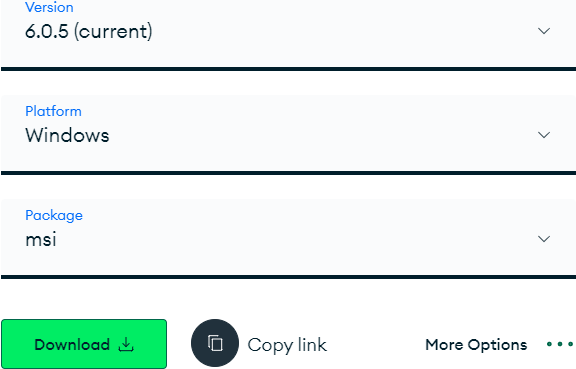 Version
6.0.5 (current)
Platform
Windows
Package
msi
Download
Copy link
More Options